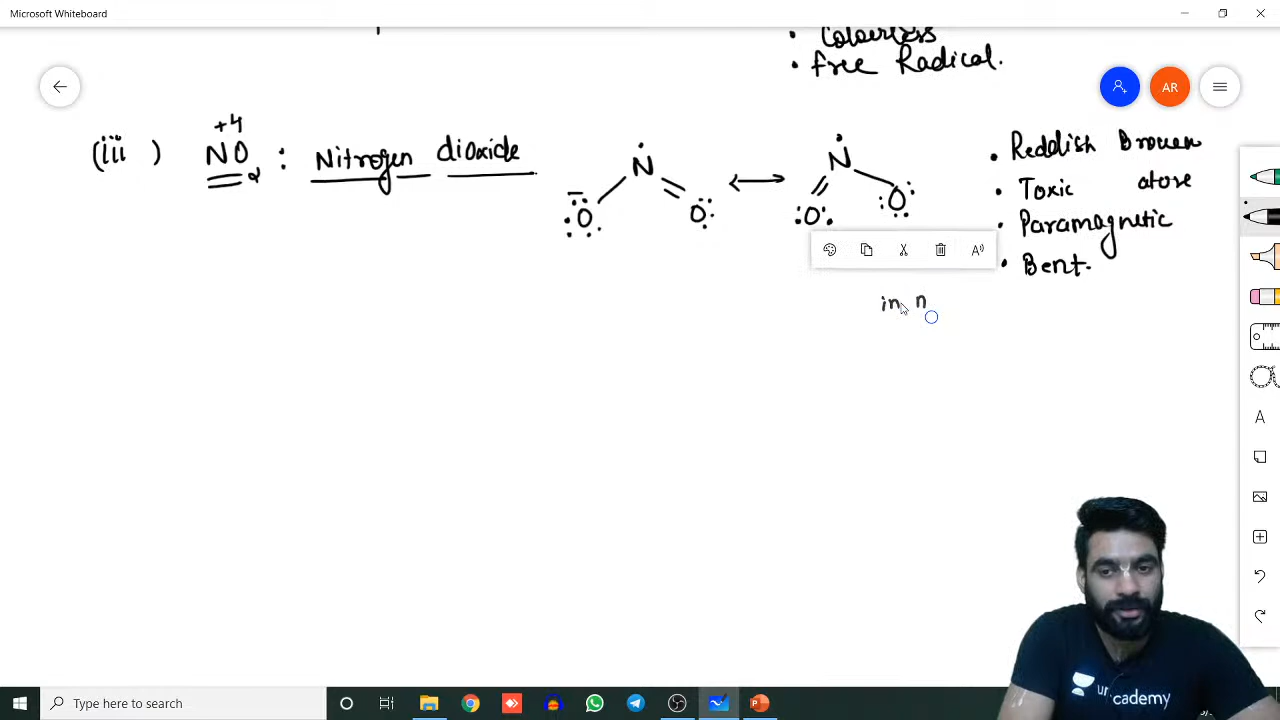 Microsoft Whiteboard
Colourless
• Free Radical.
AR
(iii) +4
NO2 : Nitrogen dioxide
N O O ↔ N O O
• Reddish Brown
• Toxic
• Paramagnetic
• Bent.
A
in n
A
unacademy
Type here to search